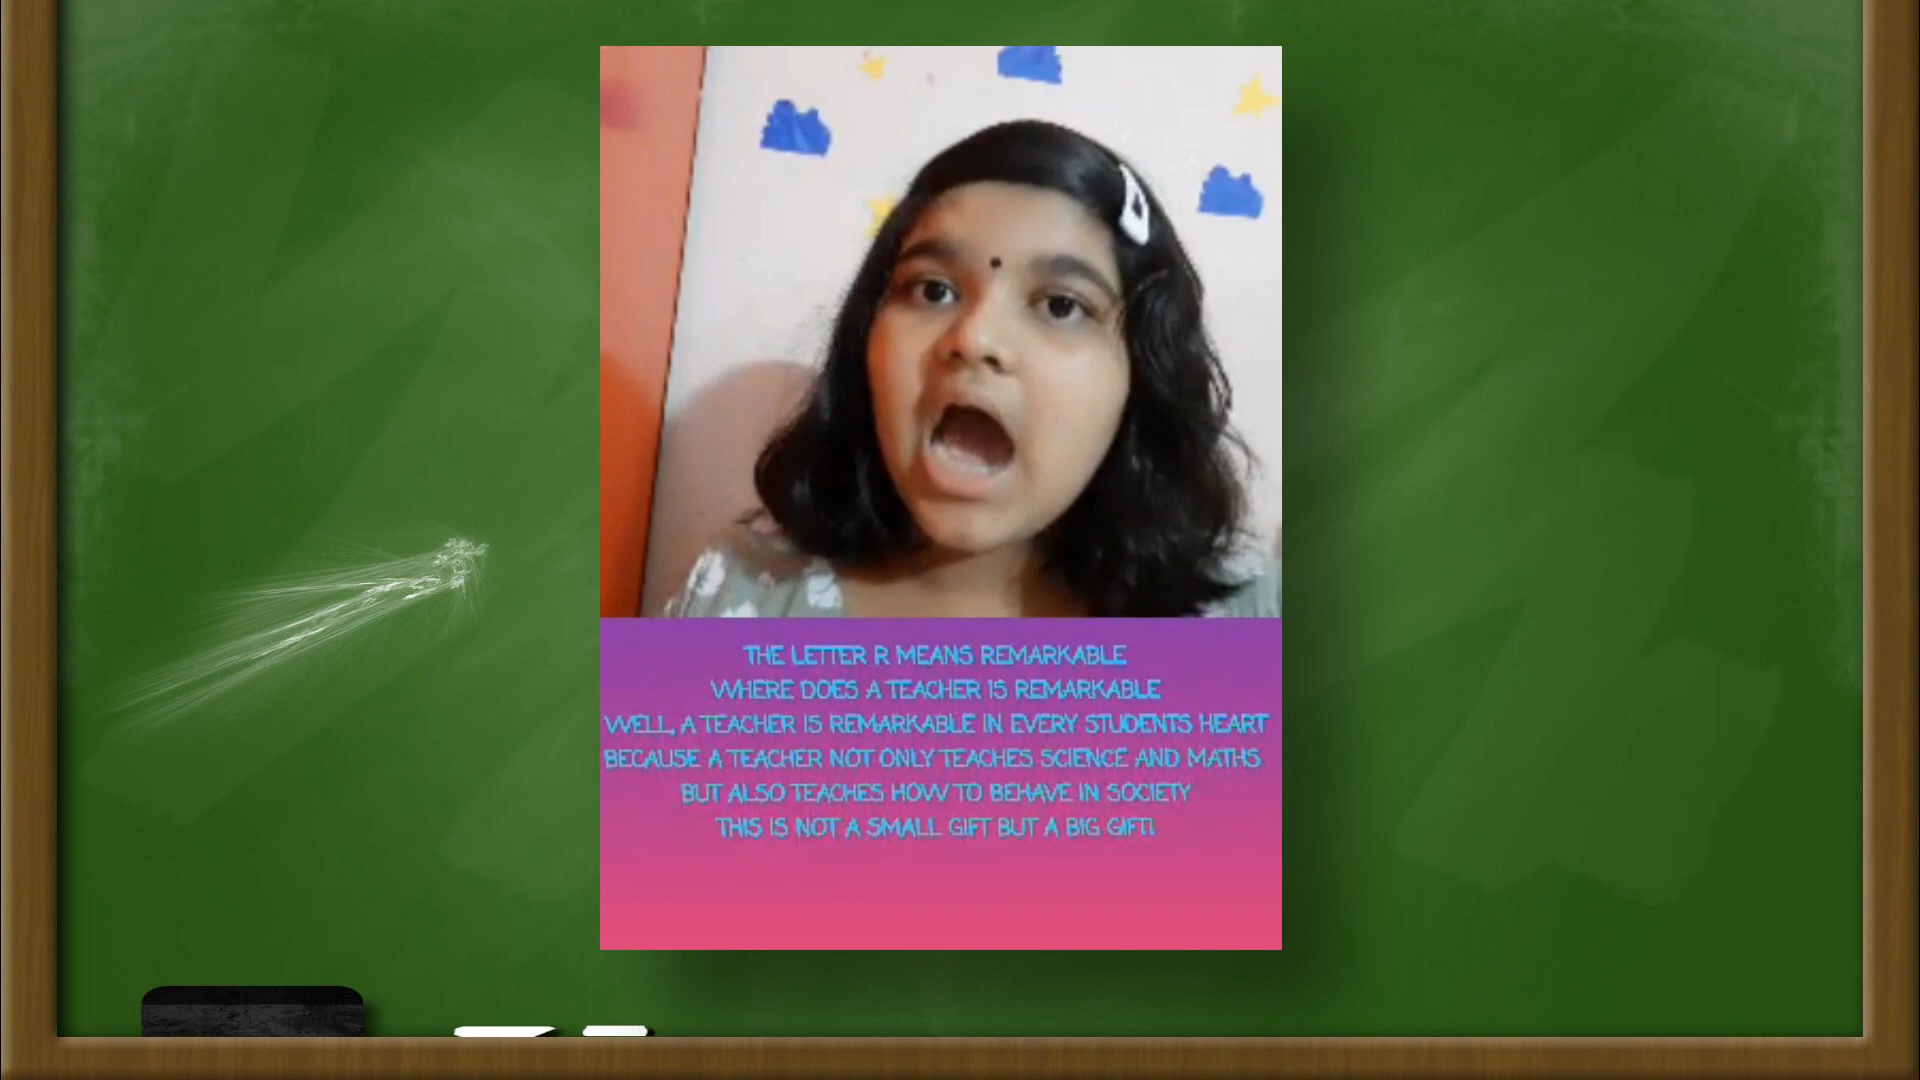 THE LETTER R MEANS REMARKABLE
WHERE DOES A TEACHER IS REMARKABLE
WELL, A TEACHER IS REMARKABLE IN EVERY STUDENTS HEART
BECAUSE A TEACHER NOT ONLY TEACHES SCIENCE AND MATHS
BUT ALSO TEACHES HOW TO BEHAVE IN SOCIETY
THIS IS NOT A SMALL GIFT BUT A BIG GIFT!